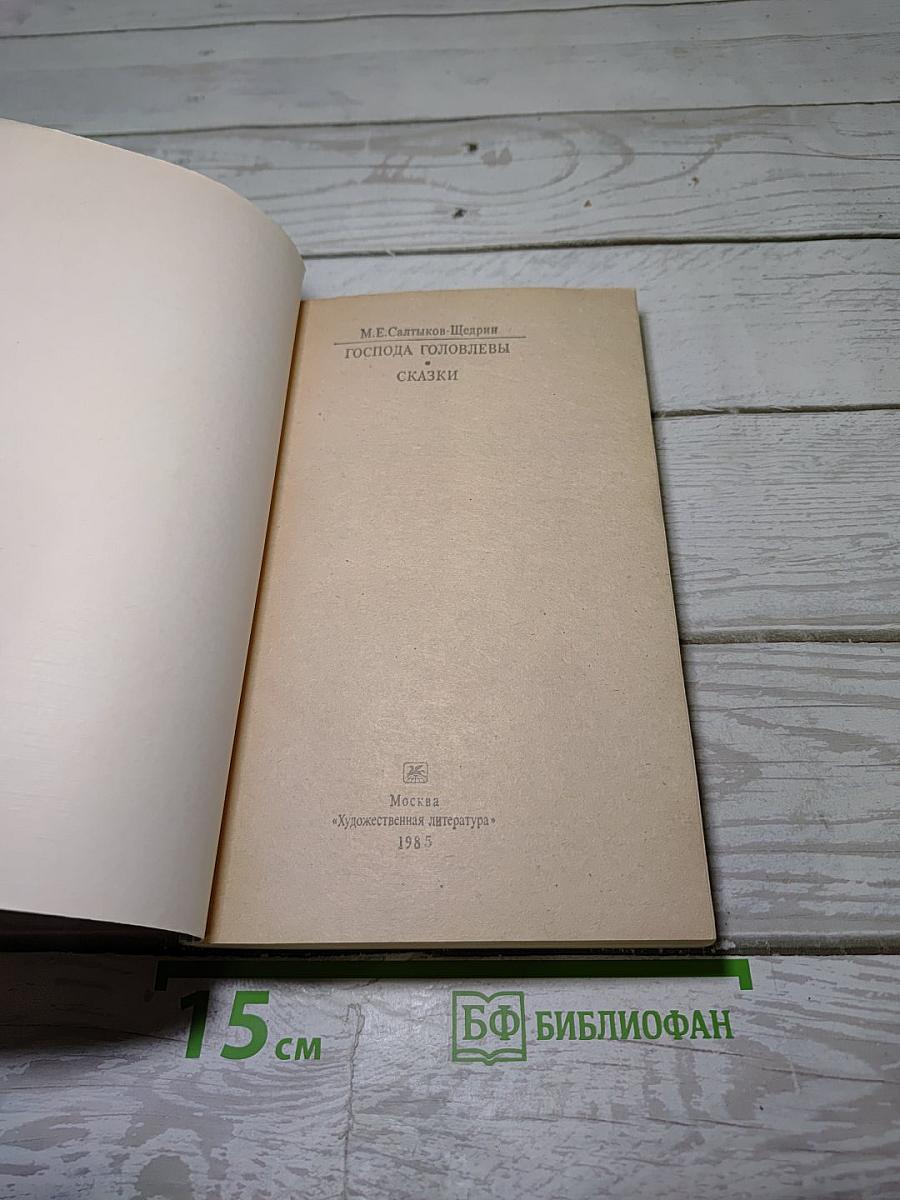 М.Е.Салтыков-Щедрин
ГОСПОДА ГОЛОВЛЕВЫ
•
СКАЗКИ
Москва
«Художественная литература»
1985
15 см
БФ БИБЛИОФАН